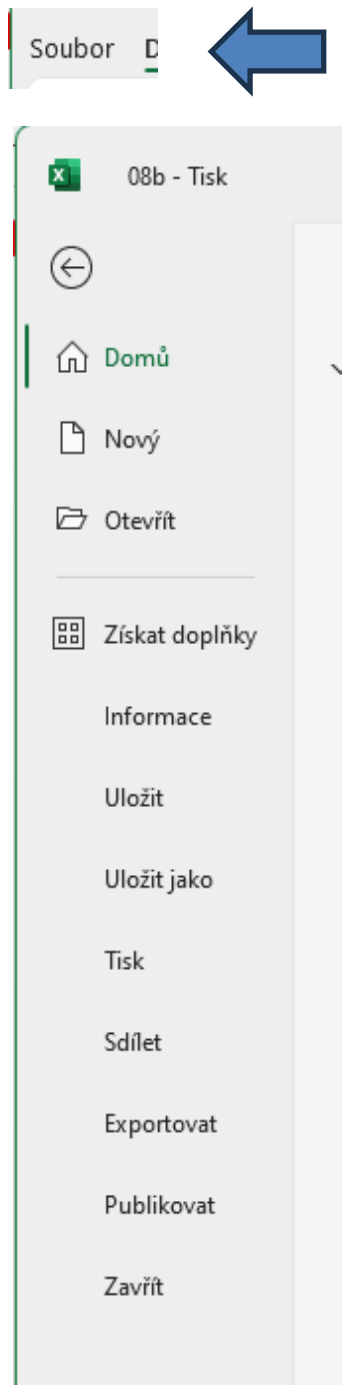 Soubor
08b - Tisk
Domů
Nový
Otevřít
Získat doplňky
Informace
Uložit
Uložit jako
Tisk
Sdílet
Exportovat
Publikovat
Zavřít